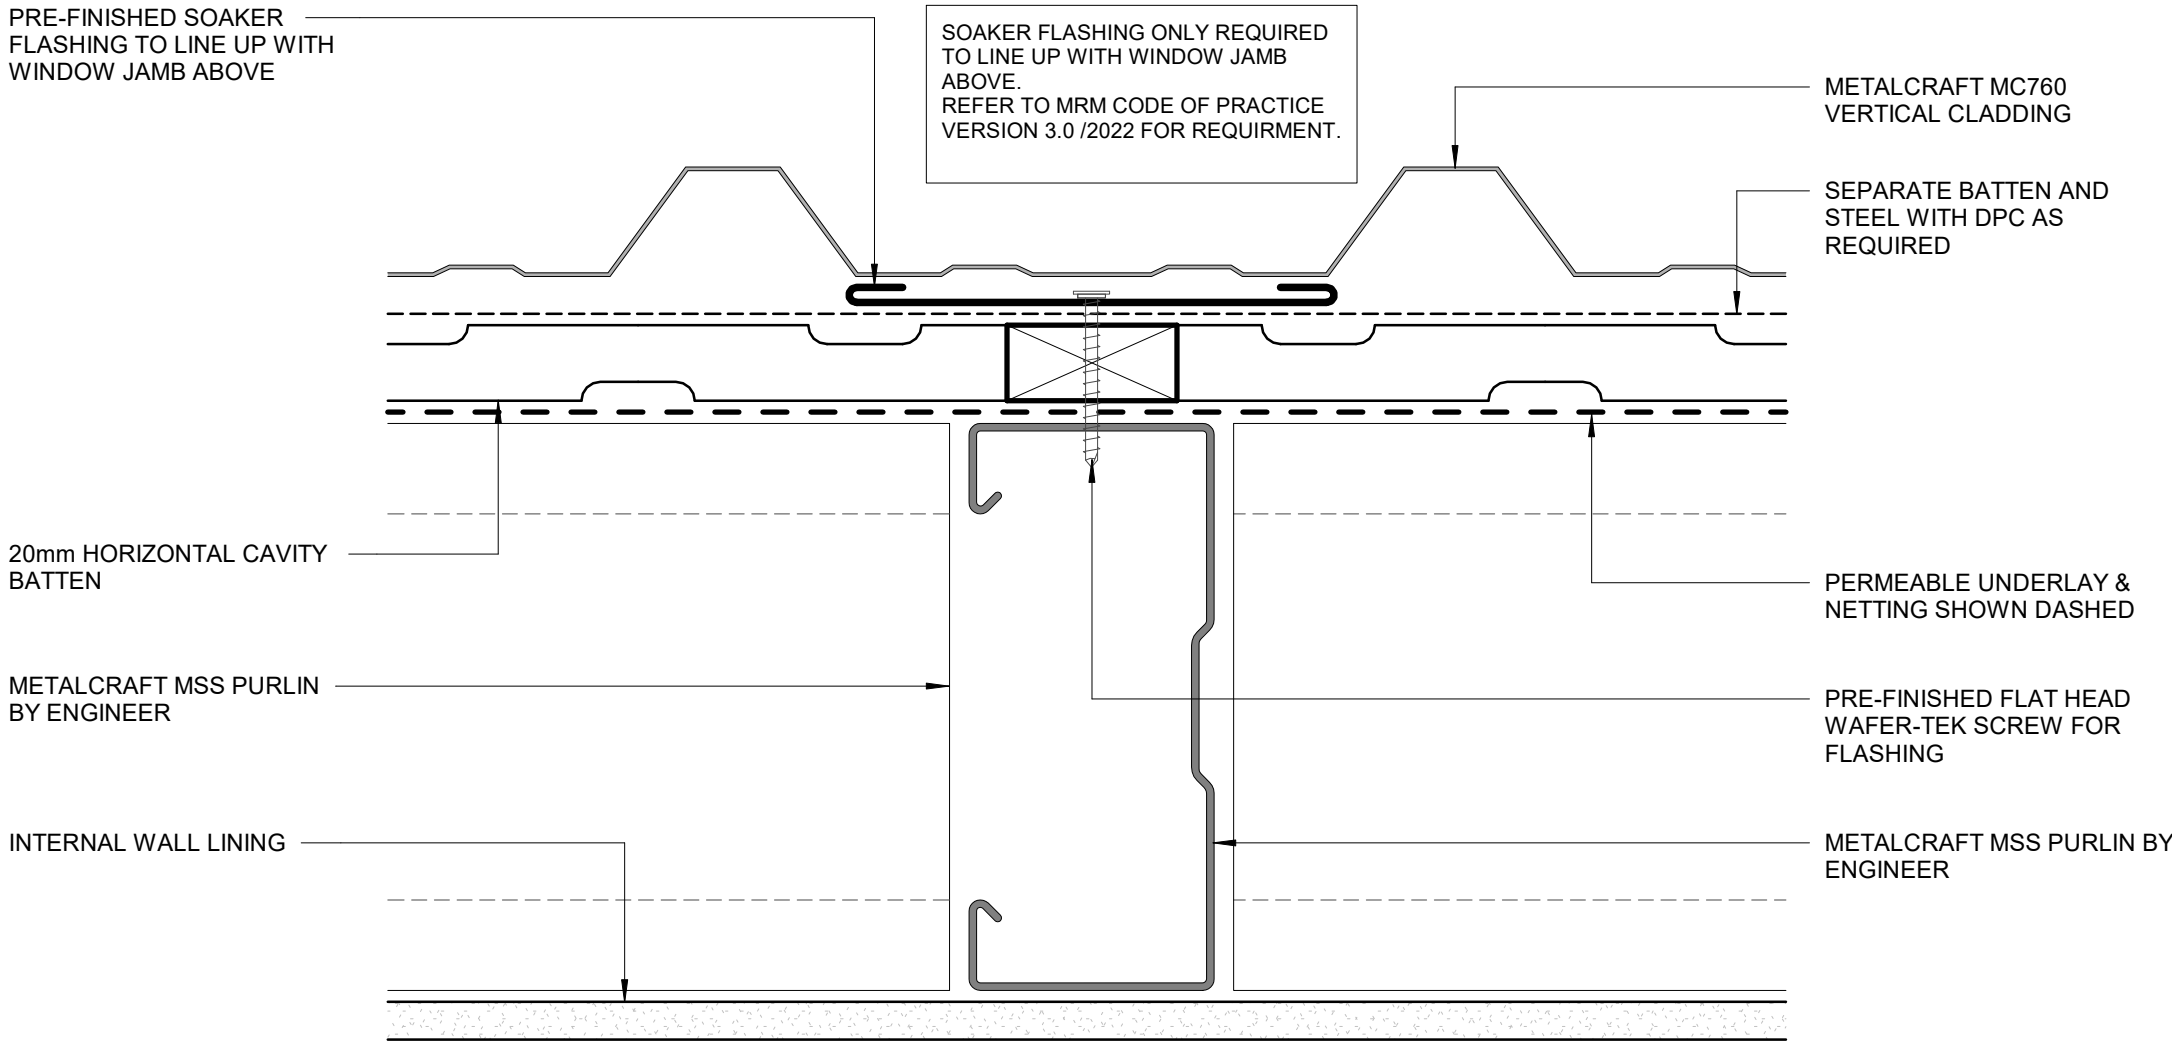 PRE-FINISHED SOAKER
FLASHING TO LINE UP WITH
WINDOW JAMB ABOVE
SOAKER FLASHING ONLY REQUIRED
TO LINE UP WITH WINDOW JAMB
ABOVE.
REFER TO MRM CODE OF PRACTICE
VERSION 3.0 /2022 FOR REQUIRMENT.
METALCRAFT MC760
VERTICAL CLADDING
SEPARATE BATTEN AND
STEEL WITH DPC AS
REQUIRED
20mm HORIZONTAL CAVITY
BATTEN
PERMEABLE UNDERLAY &
NETTING SHOWN DASHED
METALCRAFT MSS PURLIN
BY ENGINEER
PRE-FINISHED FLAT HEAD
WAFER-TEK SCREW FOR
FLASHING
INTERNAL WALL LINING
METALCRAFT MSS PURLIN BY
ENGINEER